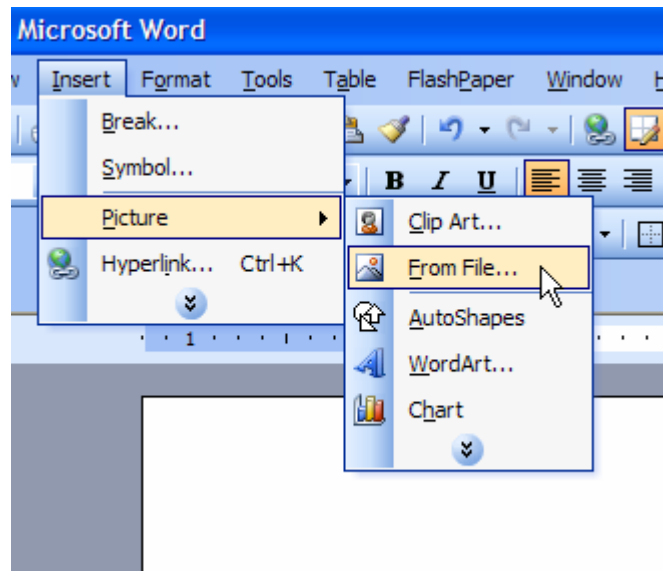 Microsoft Word
Insert Format Tools Table FlashPaper Window
Break...
Symbol...
B I U
Picture
Clip Art...
Hyperlink... Ctrl+K
From File...
1
AutoShapes
WordArt...
Chart